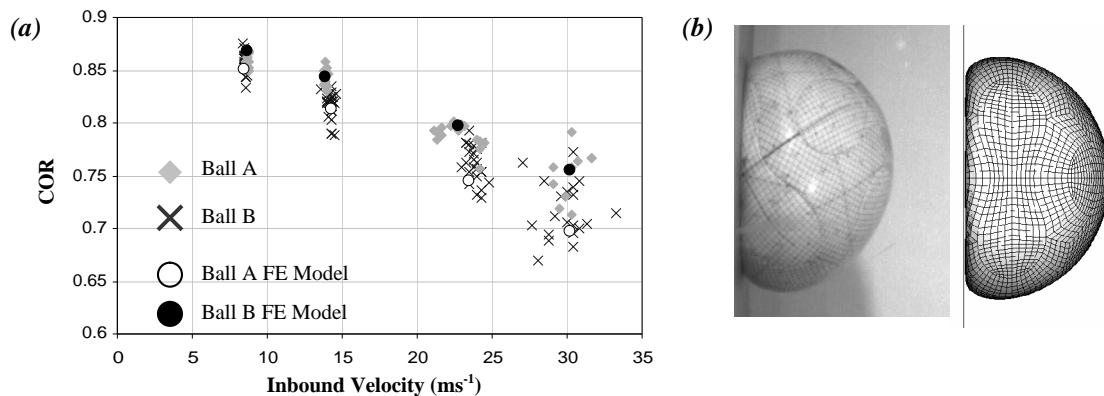 (a)
0.9
0.85
0.8
0.75
0.7
0.65
0.6
COR
Ball A
Ball B
Ball A FE Model
Ball B FE Model
0 5 10 15 20 25 30 35
Inbound Velocity (ms⁻¹)
(b)